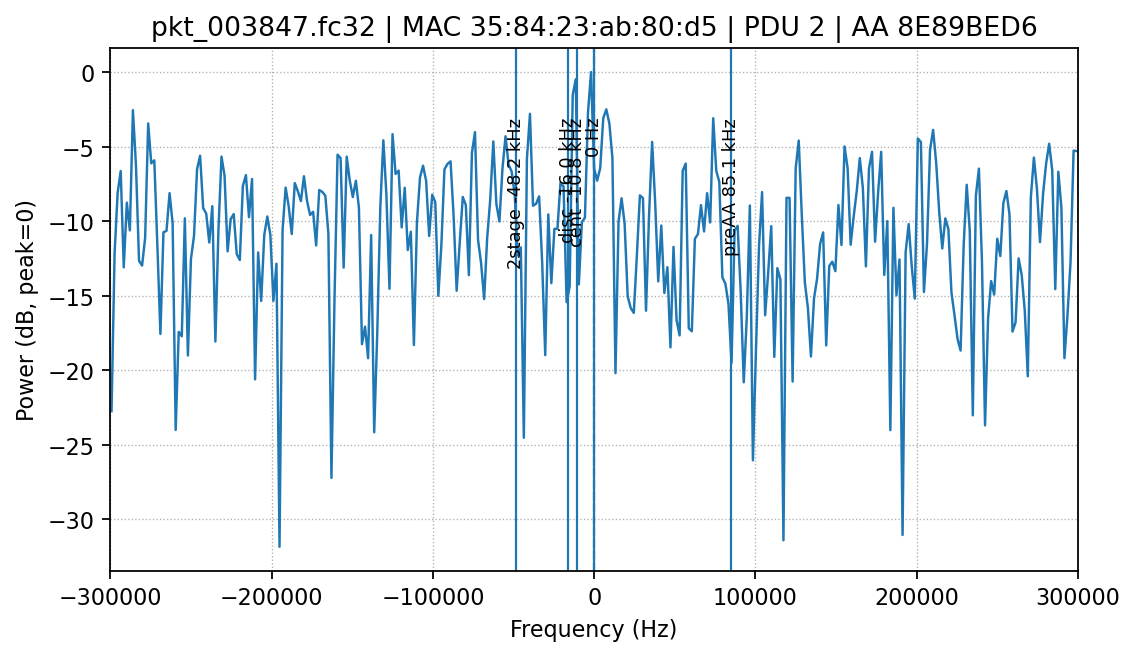 pkt_003847.fc32 | MAC 35:84:23:ab:80:d5 | PDU 2 | AA 8E89BED6
Power (dB, peak=0)
0
−5
−10
−15
−20
−25
−30
2stage -48.2 kHz
disc -16.0 kHz
cent -10.8 kHz
0 Hz
preAA 85.1 kHz
−300000
−200000
−100000
0
100000
200000
300000
Frequency (Hz)